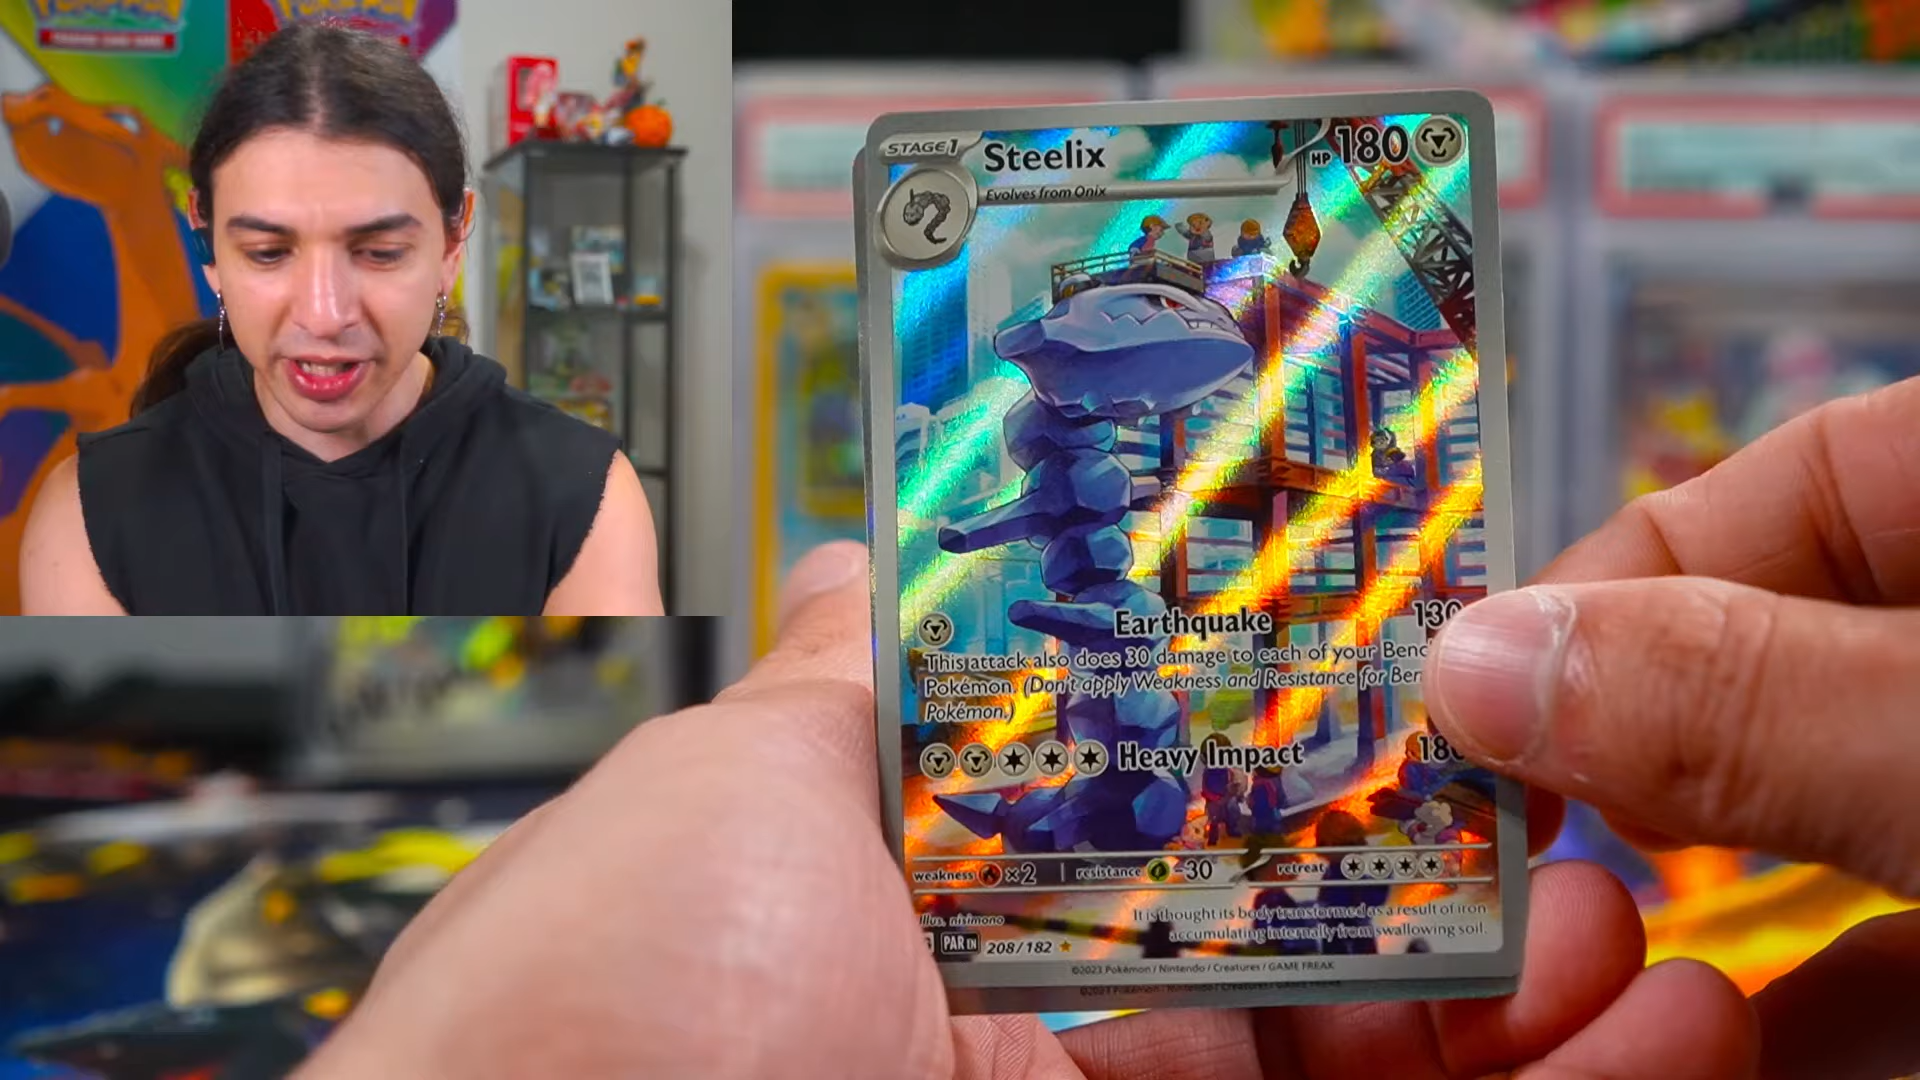 STAGE1
Steelix
HP 180
Evolves from Onix
Earthquake 130
This attack also does 30 damage to each of your Benc
Pokémon. (Don't apply Weakness and Resistance for Ben
Pokémon.)
Heavy Impact 180
weakness ×2 resistance -30 retreat
Illus. nisimono
It is thought its body transformed as a result of iron
accumulating internally from swallowing soil.
G PAR EN 208/182
©2023 Pokémon / Nintendo / Creatures / GAME FREAK